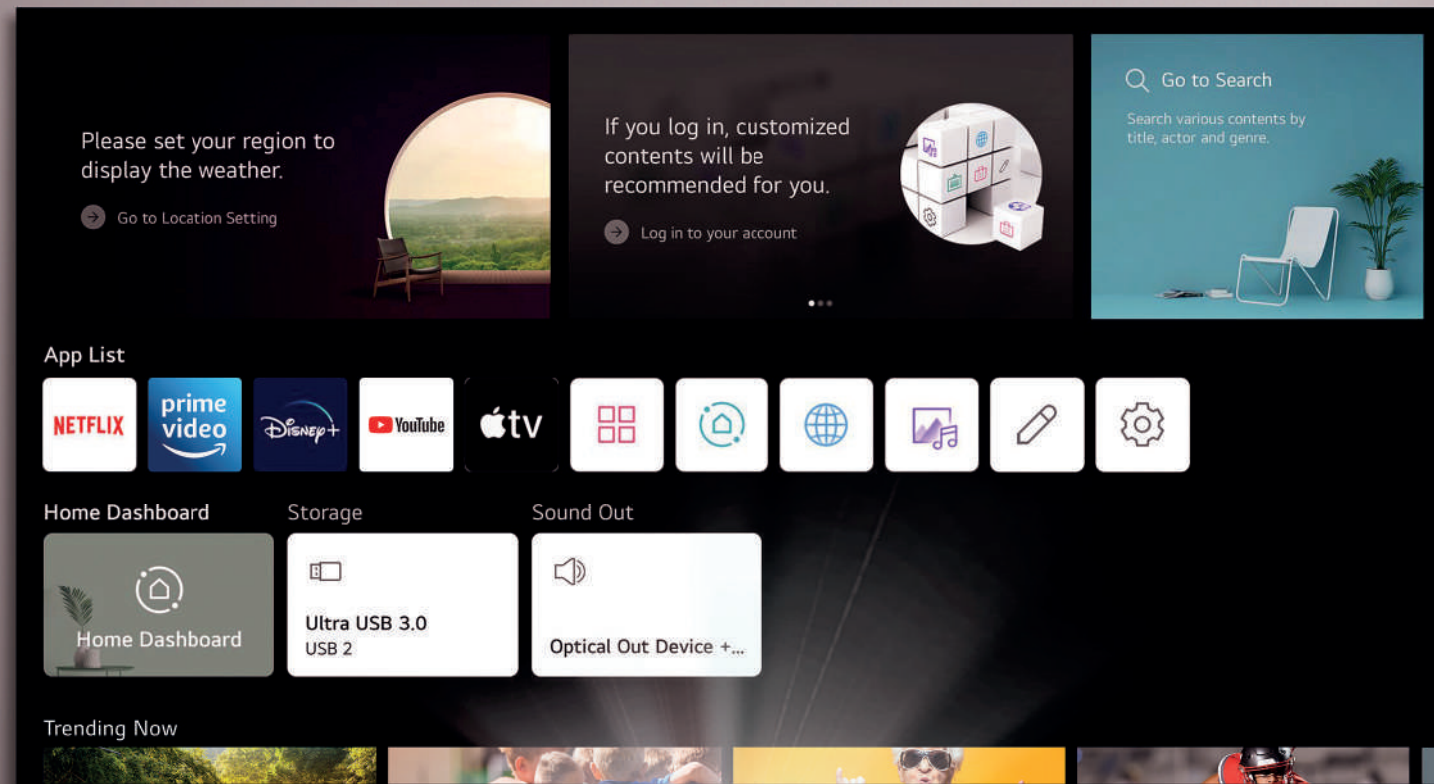 Please set your region to
display the weather.
Go to Location Setting
If you log in, customized
contents will be
recommended for you.
Log in to your account
Go to Search
Search various contents by
title, actor and genre.
App List
NETFLIX
prime
video
Disney+
YouTube
tv
Home Dashboard
Storage
Sound Out
Home Dashboard
Ultra USB 3.0
USB 2
Optical Out Device +...
Trending Now